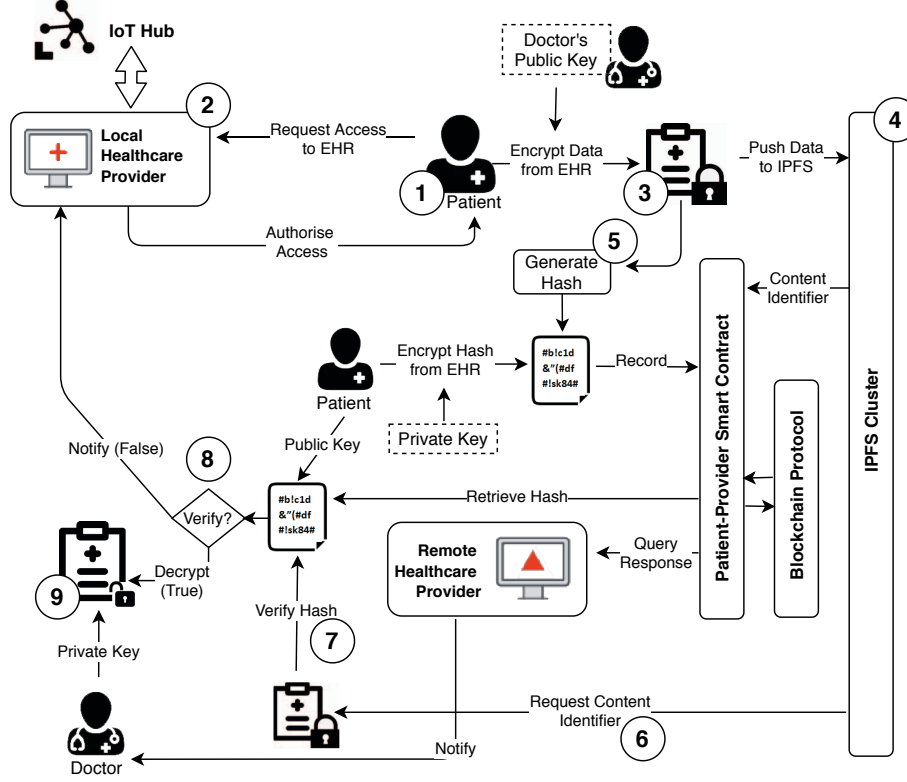 IoT Hub
Doctor's
Public Key
2
4
Local
Healthcare
Provider
Request Access
to EHR
Encrypt Data
from EHR
Push Data
to IPFS
1
Patient
3
Authorise
Access
5
Generate
Hash
Content
Identifier
#b!c1d
&"(#df
#!sk84#
Encrypt Hash
from EHR
Record
Patient
Private Key
Public Key
Patient-Provider Smart Contract
Blockchain Protocol
IPFS Cluster
Notify (False)
8
Verify?
#b!c1d
&"(#df
#!sk84#
Retrieve Hash
Remote
Healthcare
Provider
Query
Response
Decrypt
(True)
9
Verify Hash
7
Private Key
Request Content
Identifier
6
Notify
Doctor